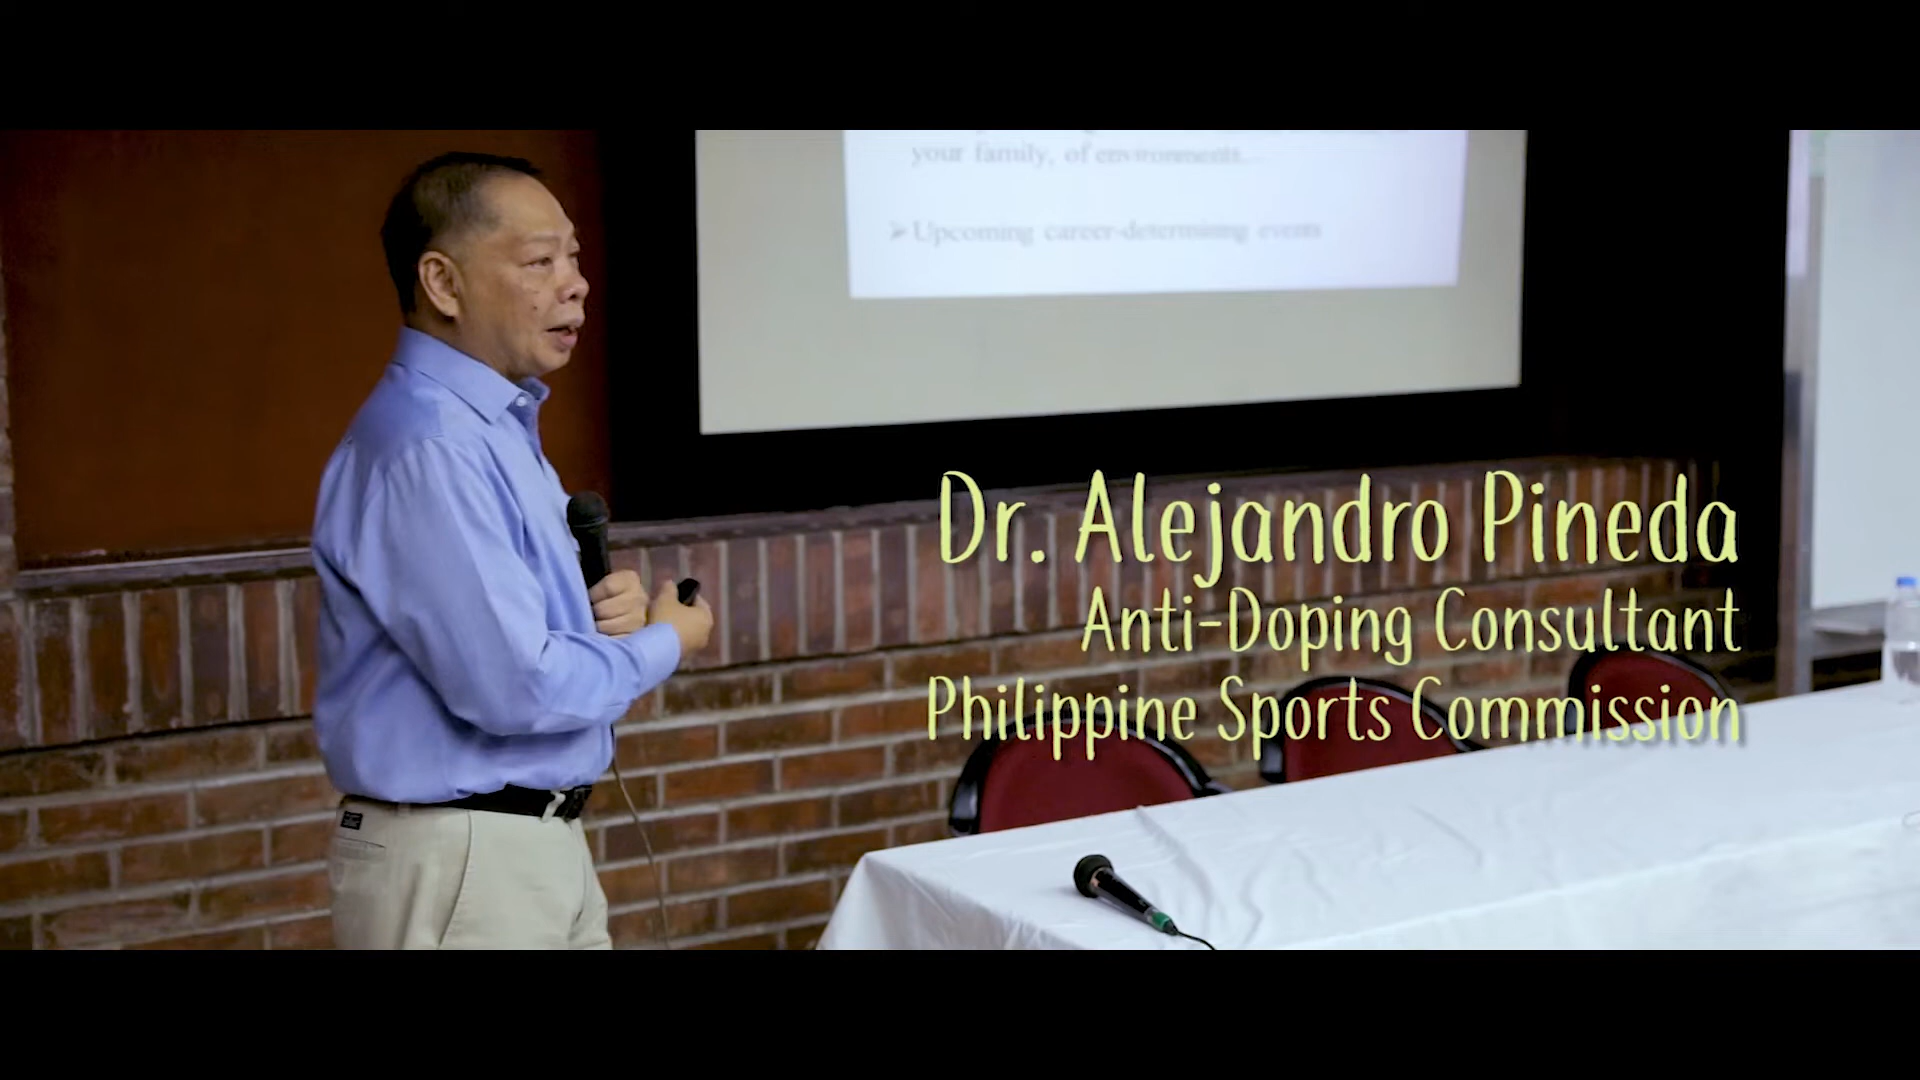 your family, of environments...
➢ Upcoming career-determining events
Dr. Alejandro Pineda
Anti-Doping Consultant
Philippine Sports Commission